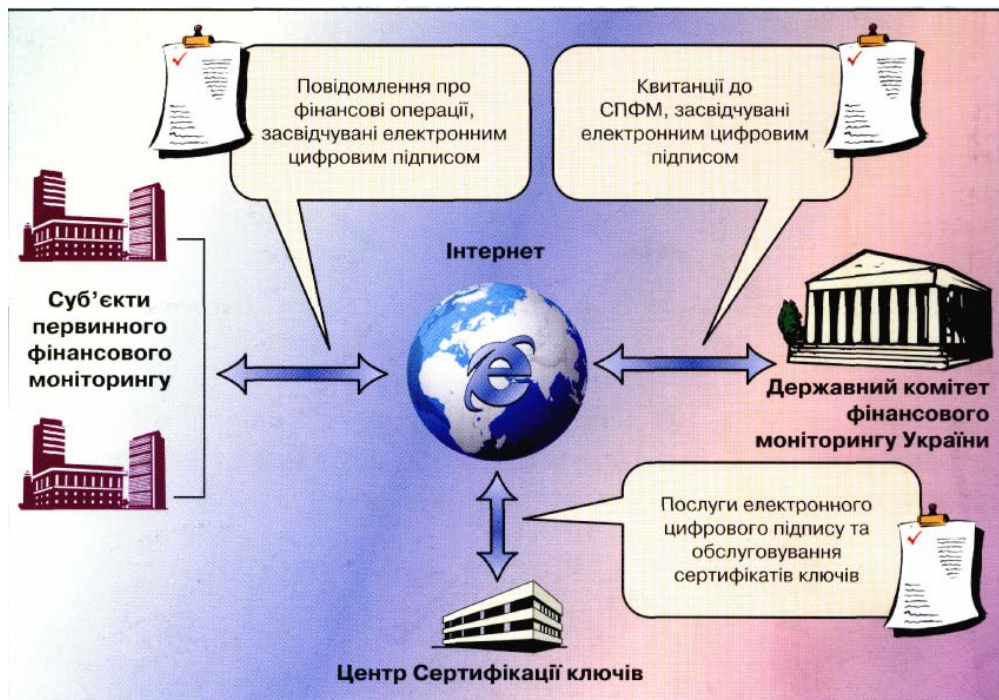 Повідомлення про
фінансові операції,
засвідчувані електронним
цифровим підписом
Квитанції до
СПФМ, засвідчувані
електронним цифровим
підписом
Інтернет
Суб’єкти
первинного
фінансового
моніторингу
Державний комітет
фінансового
моніторингу України
Послуги електронного
цифрового підпису та
обслуговування
сертифікатів ключів
Центр Сертифікації ключів